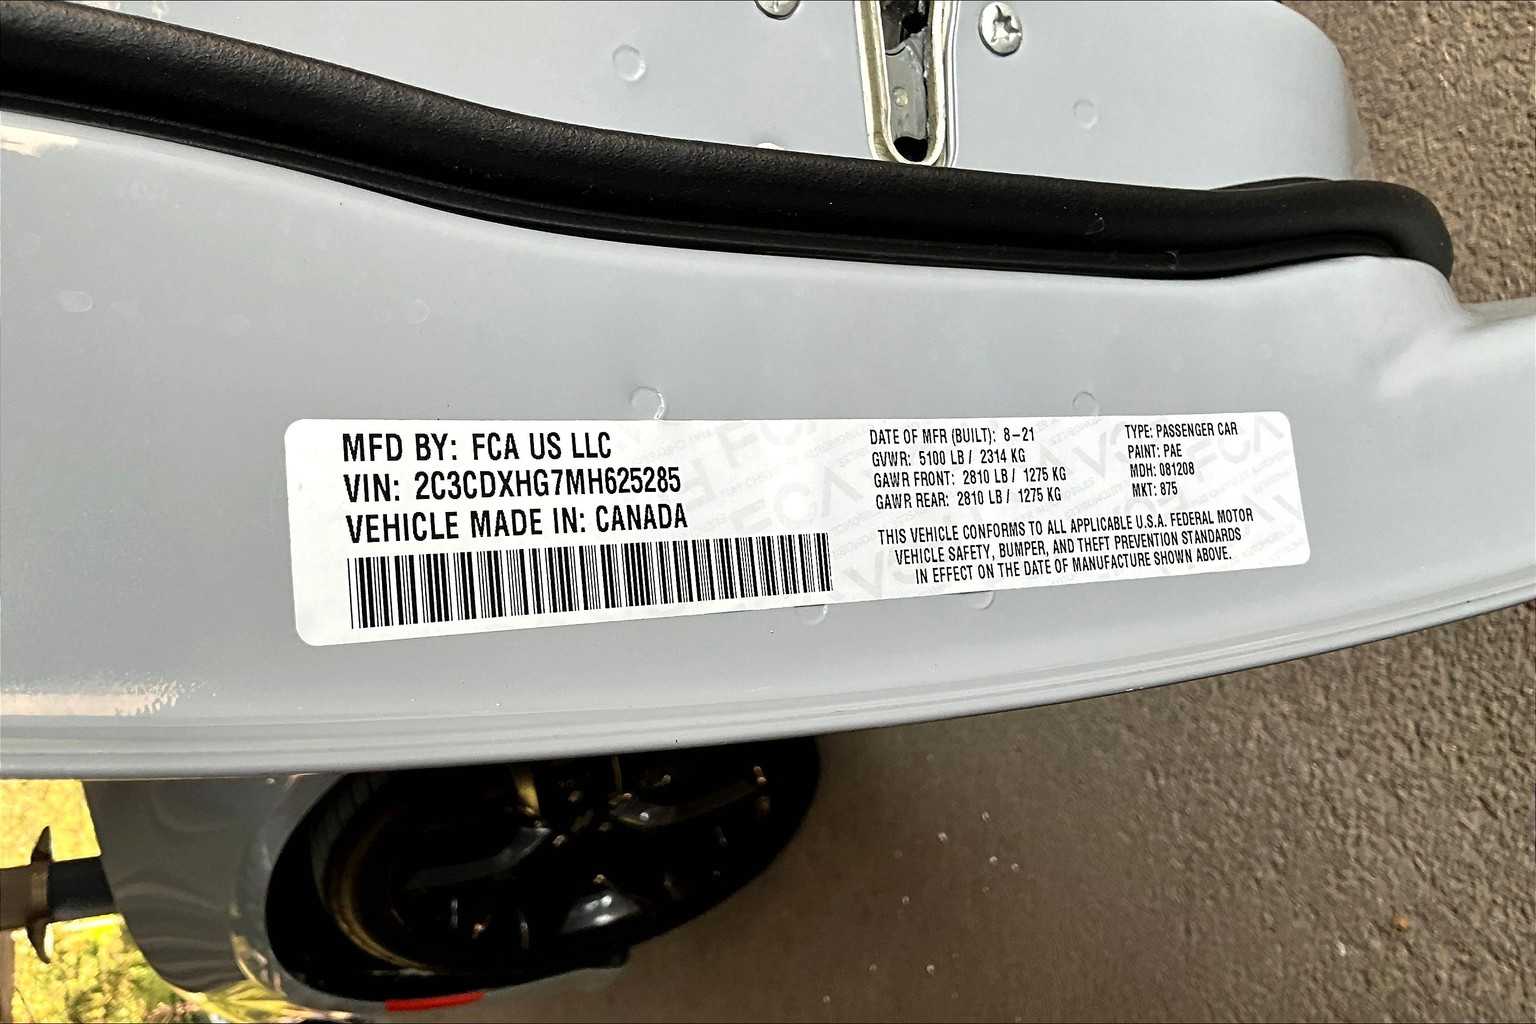 MFD BY: FCA US LLC
VIN: 2C3CDXHG7MH625285
VEHICLE MADE IN: CANADA
DATE OF MFR (BUILT): 8-21
GVWR: 5100 LB / 2314 KG
GAWR FRONT: 2810 LB / 1275 KG
GAWR REAR: 2810 LB / 1275 KG
TYPE: PASSENGER CAR
PAINT: PAE
MDH: 081208
MKT: 875
THIS VEHICLE CONFORMS TO ALL APPLICABLE U.S.A. FEDERAL MOTOR
VEHICLE SAFETY, BUMPER, AND THEFT PREVENTION STANDARDS
IN EFFECT ON THE DATE OF MANUFACTURE SHOWN ABOVE.